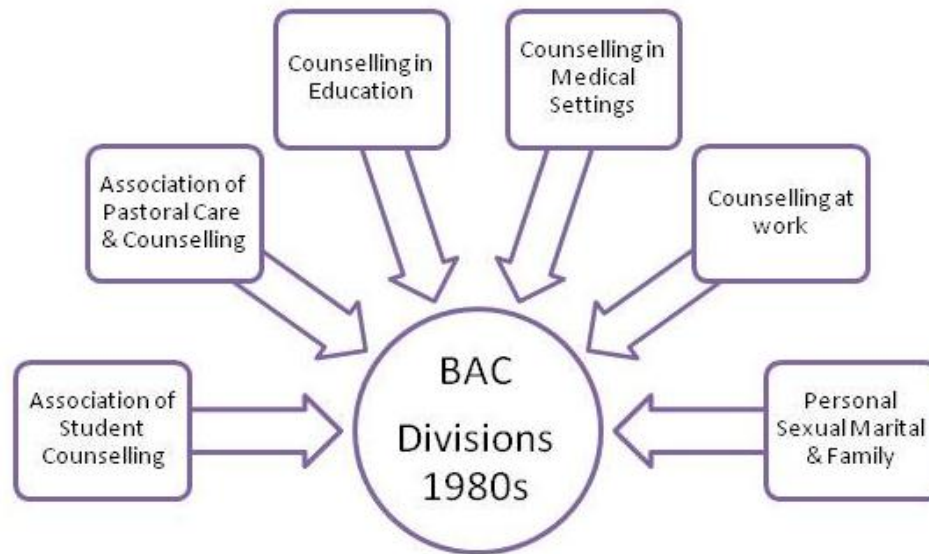 Counselling in
Education
Counselling in
Medical
Settings
Association of
Pastoral Care
& Counselling
Counselling at
work
Association of
Student
Counselling
BAC
Divisions
1980s
Personal
Sexual Marital
& Family